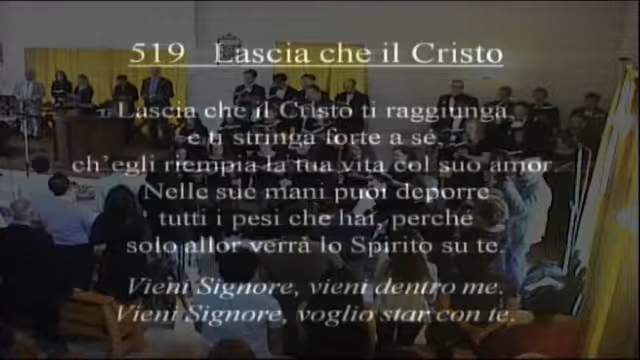 519 Lascia che il Cristo
Lascia che il Cristo ti raggiunga,
e ti stringa forte a sé,
ch'egli riempia la tua vita col suo amor.
Nelle sue mani puoi deporre
tutti i pesi che hai, perché
solo allor verrà lo Spirito su te.
Vieni Signore, vieni dentro me.
Vieni Signore, voglio star con te.